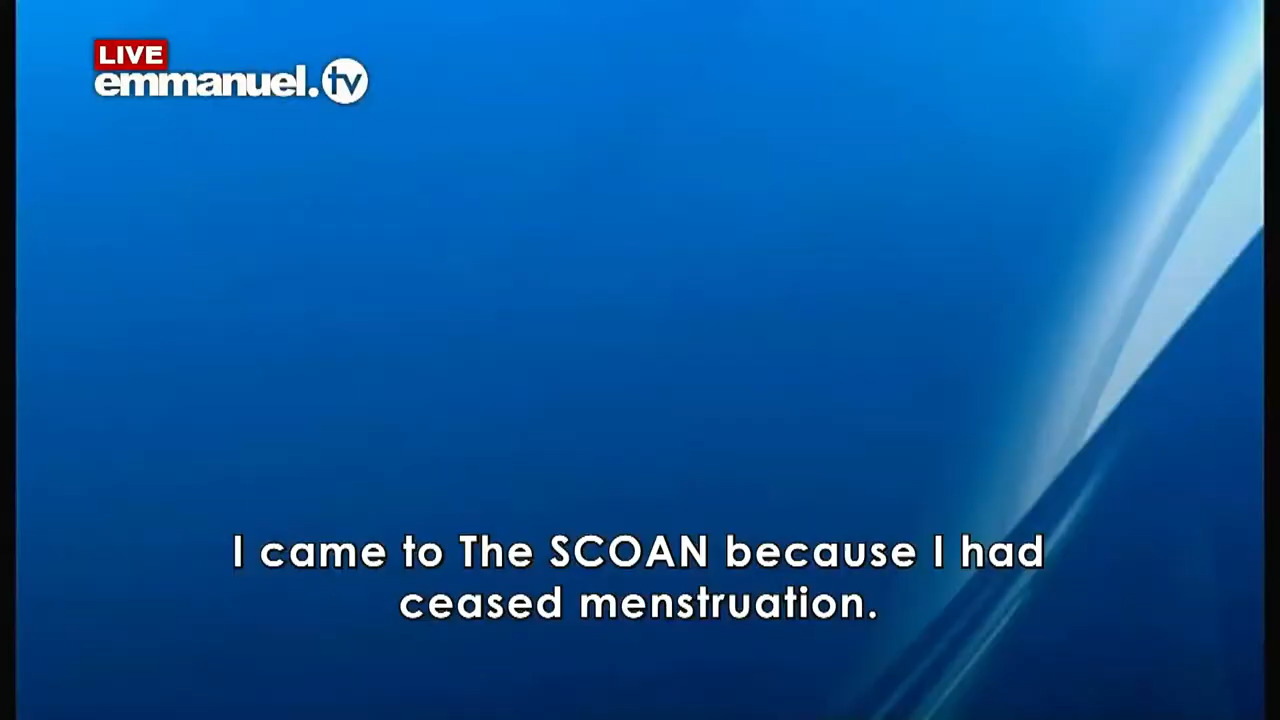 LIVE
emmanuel.tv
I came to The SCOAN because I had
ceased menstruation.